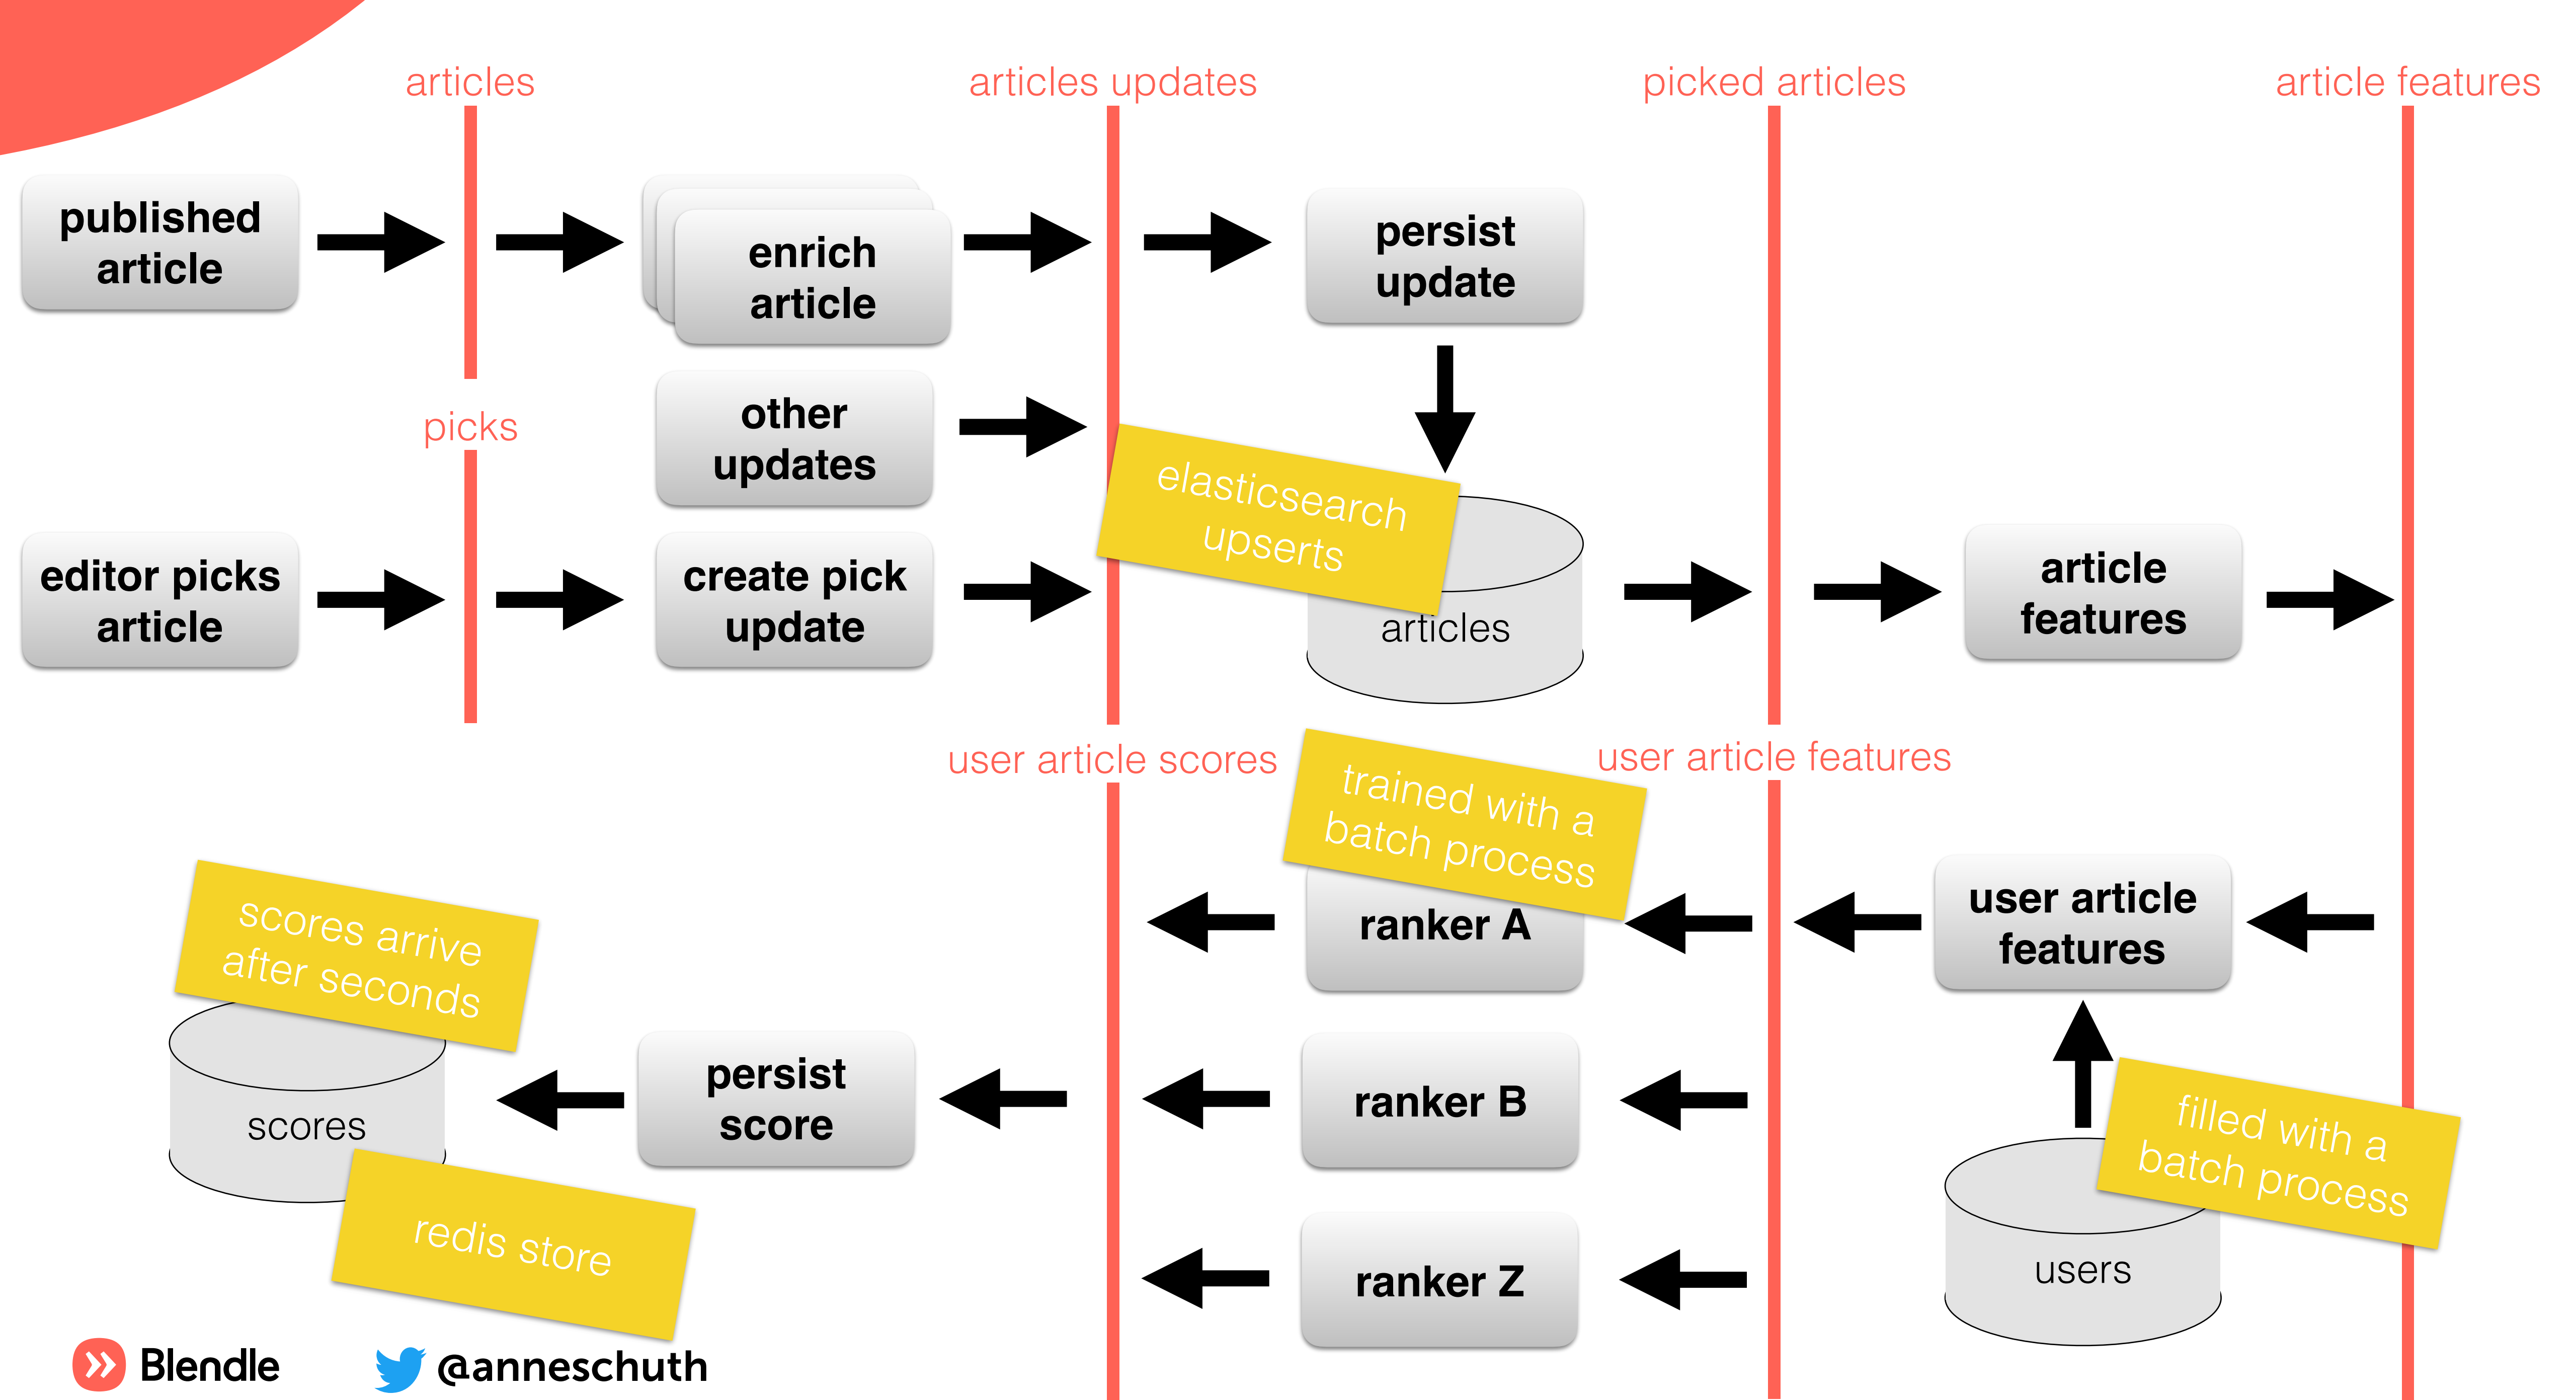 articles
articles updates
picked articles
article features
published
article
enrich
article
persist
update
picks
other
updates
elasticsearch
upserts
editor picks
article
create pick
update
articles
article
features
user article scores
trained with a
batch process
user article features
scores arrive
after seconds
ranker A
user article
features
scores
persist
score
ranker B
filled with a
batch process
redis store
ranker Z
users
Blendle
@anneschuth